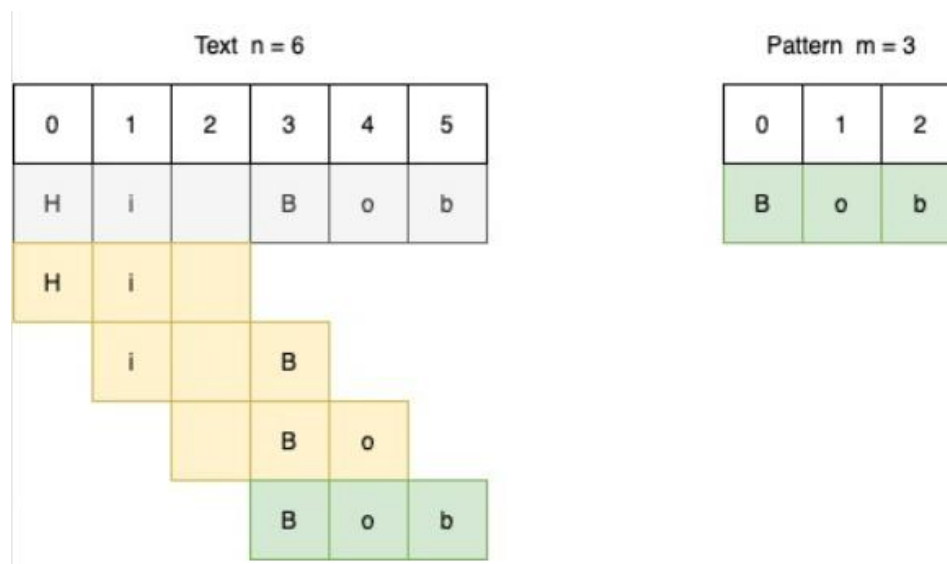 Text n = 6 Pattern m = 3
0 1 2 3 4 5 0 1 2
H i B o b B o b
H i
i B
B o
B o b